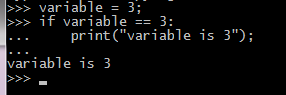 >>> variable = 3;
>>> if variable == 3:
...     print("variable is 3");
...
variable is 3
>>> _